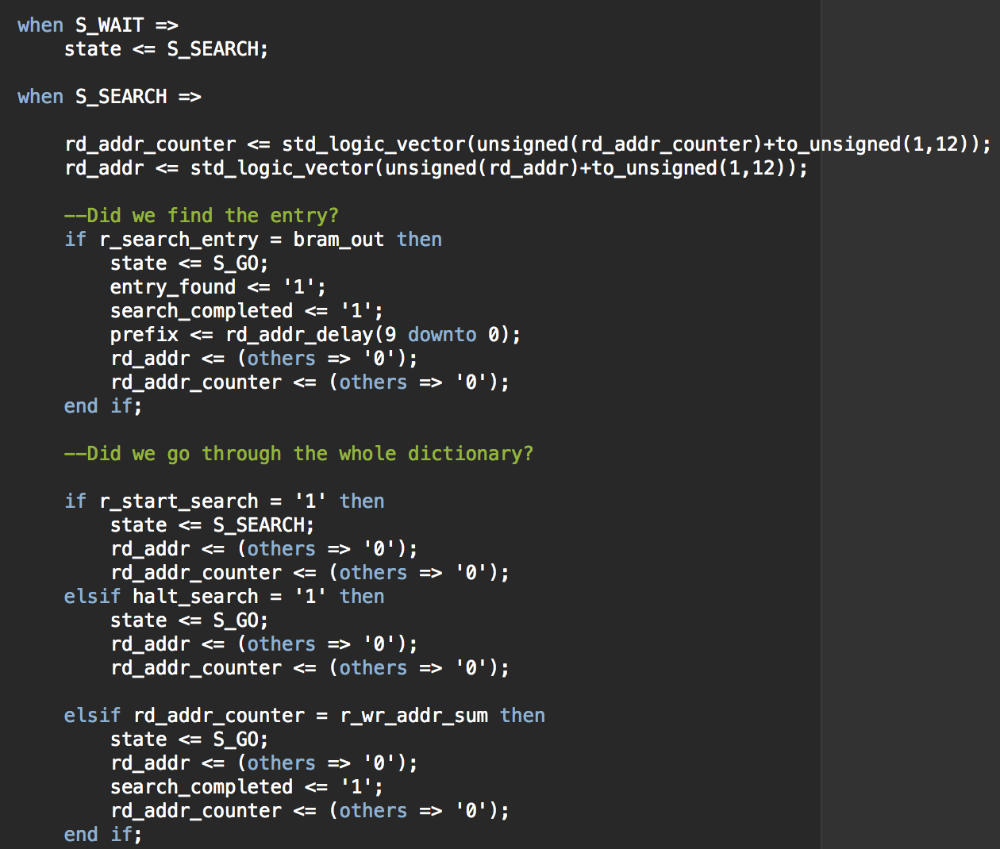 when S_WAIT =>
    state <= S_SEARCH;

when S_SEARCH =>

    rd_addr_counter <= std_logic_vector(unsigned(rd_addr_counter)+to_unsigned(1,12));
    rd_addr <= std_logic_vector(unsigned(rd_addr)+to_unsigned(1,12));

    --Did we find the entry?
    if r_search_entry = bram_out then
        state <= S_GO;
        entry_found <= '1';
        search_completed <= '1';
        prefix <= rd_addr_delay(9 downto 0);
        rd_addr <= (others => '0');
        rd_addr_counter <= (others => '0');
    end if;

    --Did we go through the whole dictionary?

    if r_start_search = '1' then
        state <= S_SEARCH;
        rd_addr <= (others => '0');
        rd_addr_counter <= (others => '0');
    elsif halt_search = '1' then
        state <= S_GO;
        rd_addr <= (others => '0');
        rd_addr_counter <= (others => '0');

    elsif rd_addr_counter = r_wr_addr_sum then
        state <= S_GO;
        rd_addr <= (others => '0');
        search_completed <= '1';
        rd_addr_counter <= (others => '0');
    end if;